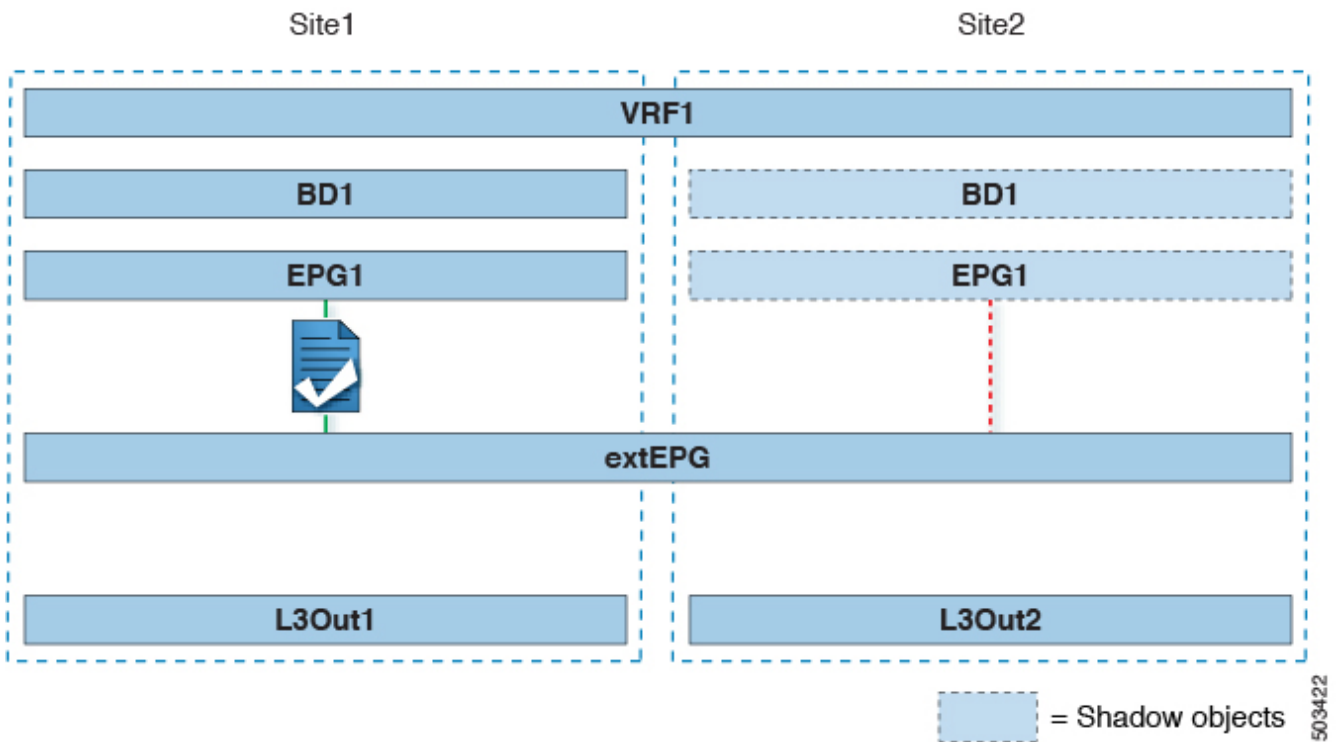 Site1
Site2
VRF1
BD1
BD1
EPG1
EPG1
extEPG
L3Out1
L3Out2
= Shadow objects
503422